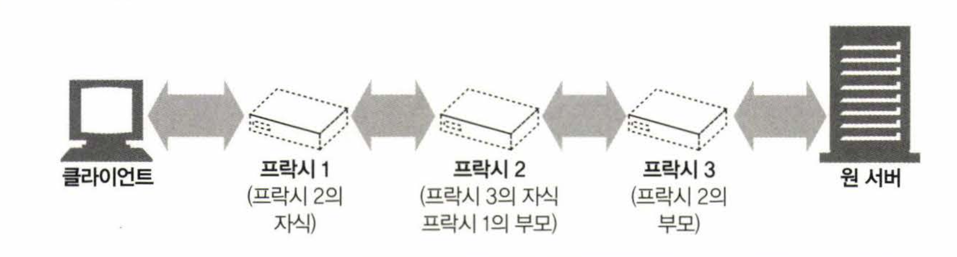 클라이언트
프락시 1
(프락시 2의
자식)
프락시 2
(프락시 3의 자식
프락시 1의 부모)
프락시 3
(프락시 2의
부모)
원 서버